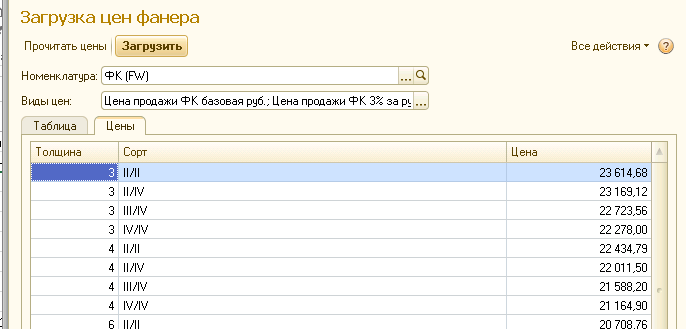 Загрузка цен фанера
Прочитать цены Загрузить Все действия ?
Номенклатура: ФК (FW) ...
Виды цен: Цена продажи ФК базовая руб.; Цена продажи ФК 3% за ру ...
Таблица Цены
Толщина Сорт Цена
3 II/II 23 614,68
3 II/IV 23 169,12
3 III/IV 22 723,56
3 IV/IV 22 278,00
4 II/II 22 434,79
4 II/IV 22 011,50
4 III/IV 21 588,20
4 IV/IV 21 164,90
6 II/II 20 708,76